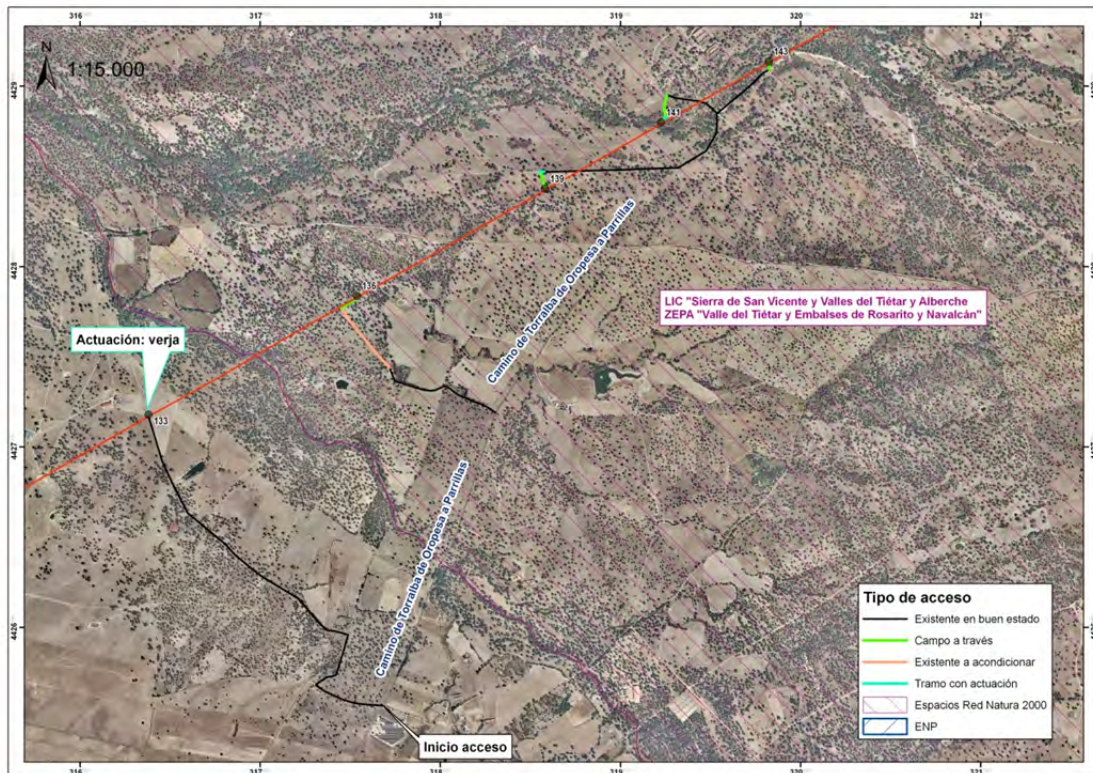 316
317
318
319
320
321
N
1:15.000
4429
4428
4427
4426
143
141
139
136
133
Camino de Torralba de Oropesa a Parrillas
LIC "Sierra de San Vicente y Valles del Tiétar y Alberche
ZEPA "Valle del Tiétar y Embalses de Rosarito y Navalcán"
Actuación: verja
Camino de Torralba de Oropesa a Parrillas
Inicio acceso
Tipo de acceso
Existente en buen estado
Campo a través
Existente a acondicionar
Tramo con actuación
Espacios Red Natura 2000
ENP
316
317
318
319
320
321